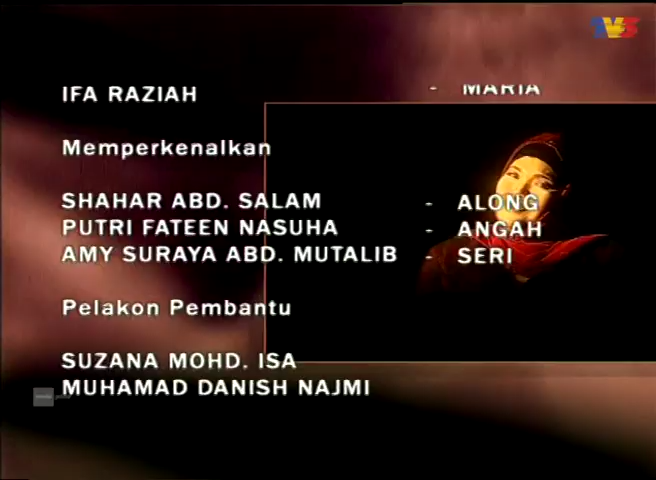 TV3
IFA RAZIAH - MARIA
Memperkenalkan
SHAHAR ABD. SALAM - ALONG
PUTRI FATEEN NASUHA - ANGAH
AMY SURAYA ABD. MUTALIB - SERI
Pelakon Pembantu
SUZANA MOHD. ISA
MUHAMAD DANISH NAJMI